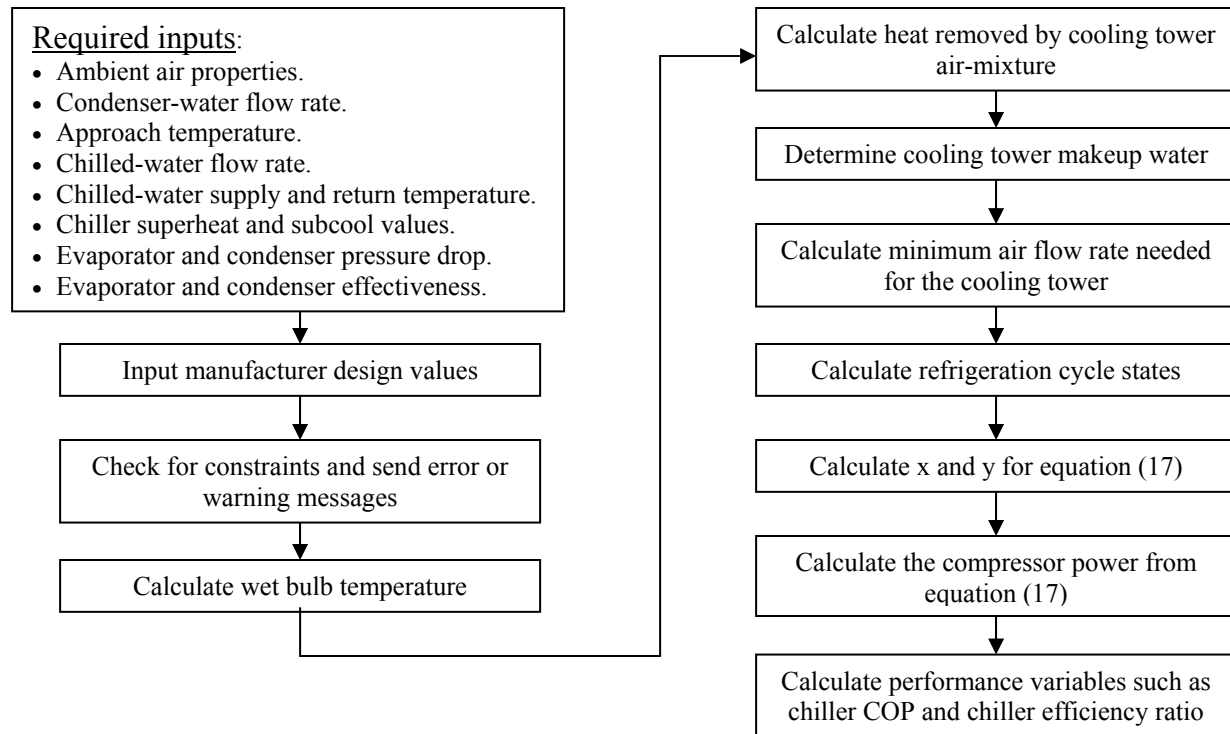 Required inputs:
• Ambient air properties.
• Condenser-water flow rate.
• Approach temperature.
• Chilled-water flow rate.
• Chilled-water supply and return temperature.
• Chiller superheat and subcool values.
• Evaporator and condenser pressure drop.
• Evaporator and condenser effectiveness.
Input manufacturer design values
Check for constraints and send error or
warning messages
Calculate wet bulb temperature
Calculate heat removed by cooling tower
air-mixture
Determine cooling tower makeup water
Calculate minimum air flow rate needed
for the cooling tower
Calculate refrigeration cycle states
Calculate x and y for equation (17)
Calculate the compressor power from
equation (17)
Calculate performance variables such as
chiller COP and chiller efficiency ratio